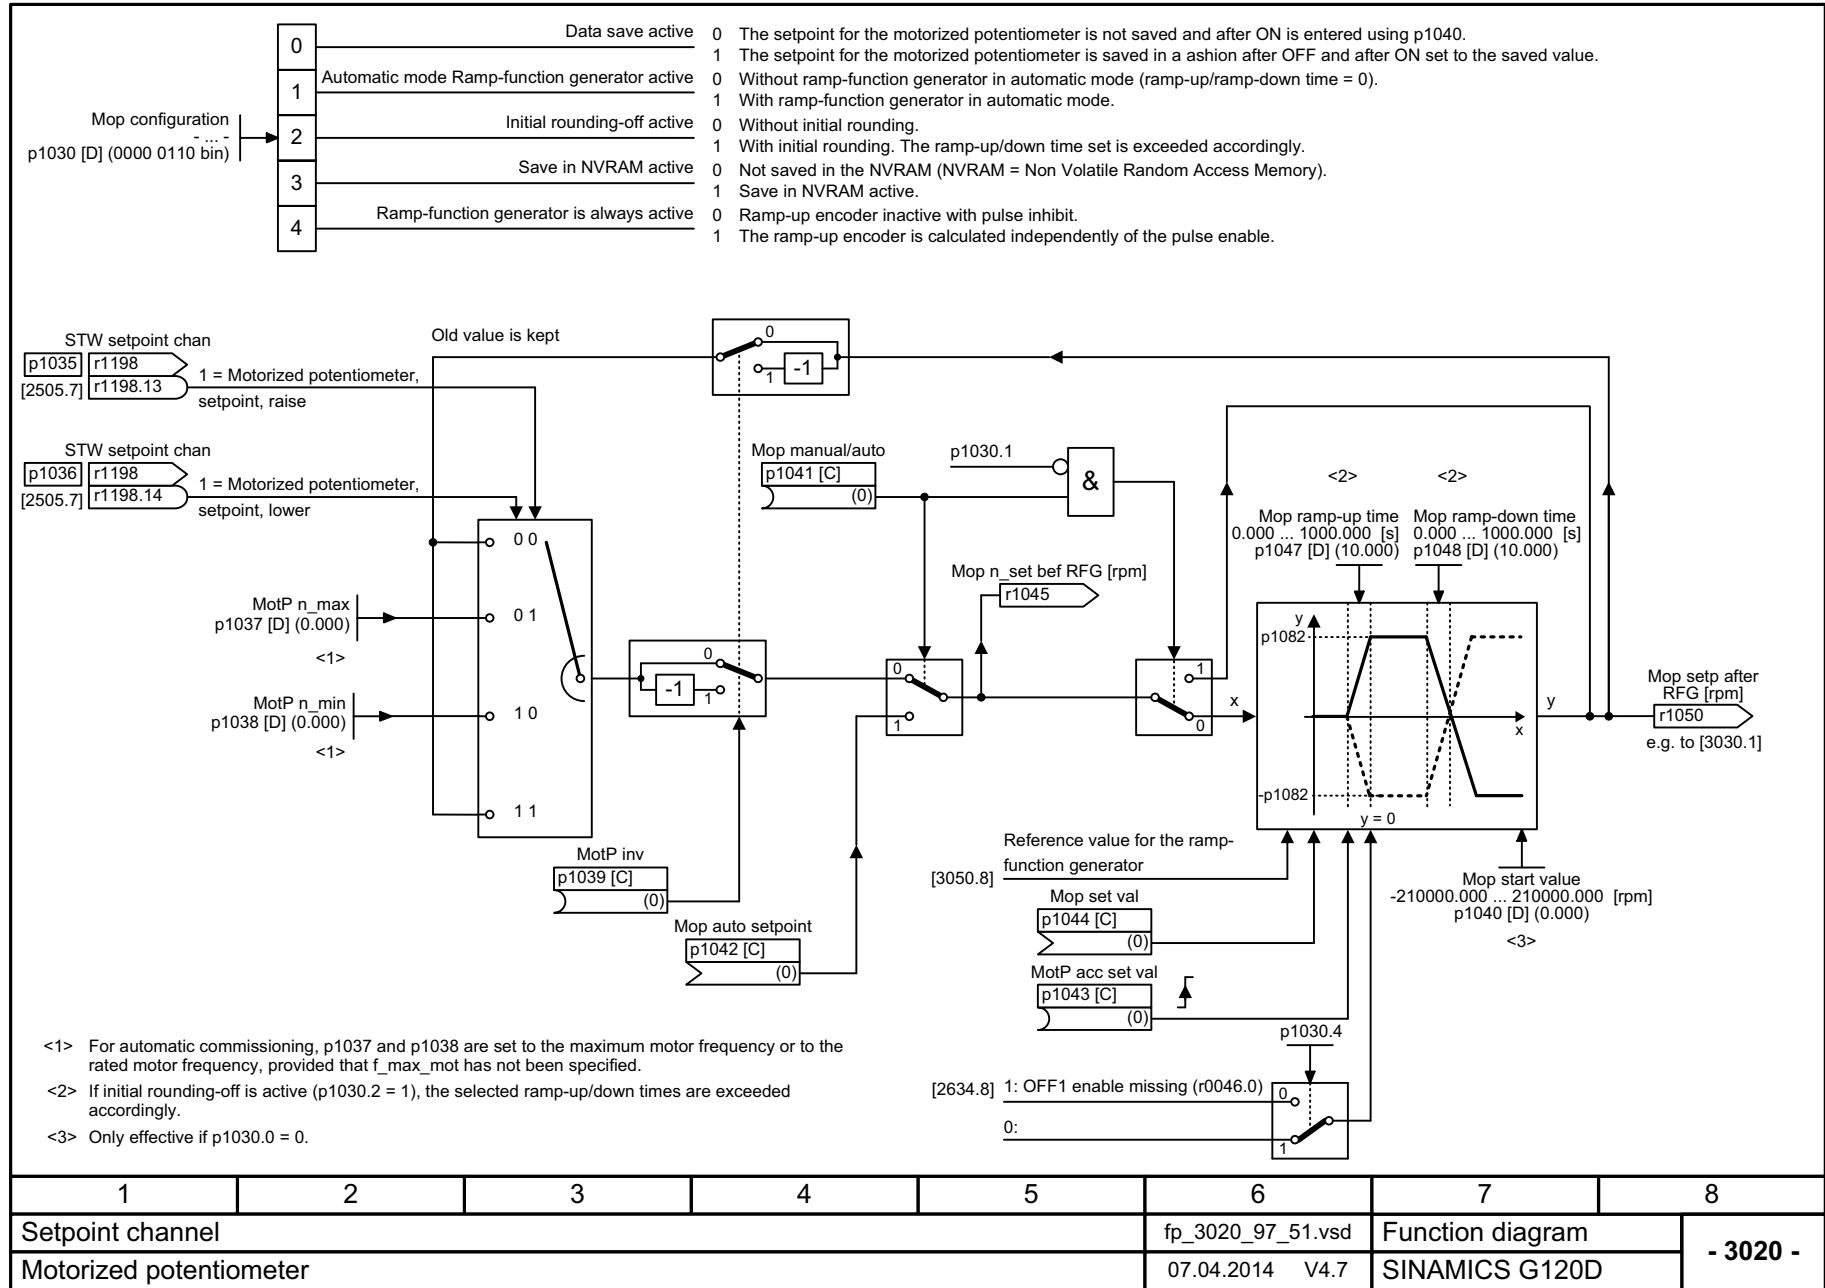 0
Data save active
0 The setpoint for the motorized potentiometer is not saved and after ON is entered using p1040.
1 The setpoint for the motorized potentiometer is saved in a ashion after OFF and after ON set to the saved value.
1
Automatic mode Ramp-function generator active
0 Without ramp-function generator in automatic mode (ramp-up/ramp-down time = 0).
1 With ramp-function generator in automatic mode.
Mop configuration
- ... -
p1030 [D] (0000 0110 bin)
2
Initial rounding-off active
0 Without initial rounding.
1 With initial rounding. The ramp-up/down time set is exceeded accordingly.
3
Save in NVRAM active
0 Not saved in the NVRAM (NVRAM = Non Volatile Random Access Memory).
1 Save in NVRAM active.
4
Ramp-function generator is always active
0 Ramp-up encoder inactive with pulse inhibit.
1 The ramp-up encoder is calculated independently of the pulse enable.
STW setpoint chan
p1035 r1198
[2505.7] r1198.13
1 = Motorized potentiometer,
setpoint, raise
Old value is kept
0
1
-1
STW setpoint chan
p1036 r1198
[2505.7] r1198.14
1 = Motorized potentiometer,
setpoint, lower
Mop manual/auto
p1041 [C]
(0)
p1030.1
&
<2>
<2>
Mop ramp-up time
0.000 ... 1000.000 [s]
p1047 [D] (10.000)
Mop ramp-down time
0.000 ... 1000.000 [s]
p1048 [D] (10.000)
0 0
0 1
1 0
1 1
MotP n_max
p1037 [D] (0.000)
<1>
MotP n_min
p1038 [D] (0.000)
<1>
-1
0
1
0
1
Mop n_set bef RFG [rpm]
r1045
1
0
x
y
p1082
-p1082
x
y = 0
y
Mop setp after
RFG [rpm]
r1050
e.g. to [3030.1]
MotP inv
p1039 [C]
(0)
Mop auto setpoint
p1042 [C]
(0)
Reference value for the ramp-
function generator
[3050.8]
Mop set val
p1044 [C]
(0)
MotP acc set val
p1043 [C]
(0)
Mop start value
-210000.000 ... 210000.000 [rpm]
p1040 [D] (0.000)
<3>
p1030.4
[2634.8] 1: OFF1 enable missing (r0046.0)
0:
0
1
<1> For automatic commissioning, p1037 and p1038 are set to the maximum motor frequency or to the
rated motor frequency, provided that f_max_mot has not been specified.
<2> If initial rounding-off is active (p1030.2 = 1), the selected ramp-up/down times are exceeded
accordingly.
<3> Only effective if p1030.0 = 0.
1 2 3 4 5 6 7 8
Setpoint channel
fp_3020_97_51.vsd
Function diagram
- 3020 -
Motorized potentiometer
07.04.2014 V4.7
SINAMICS G120D